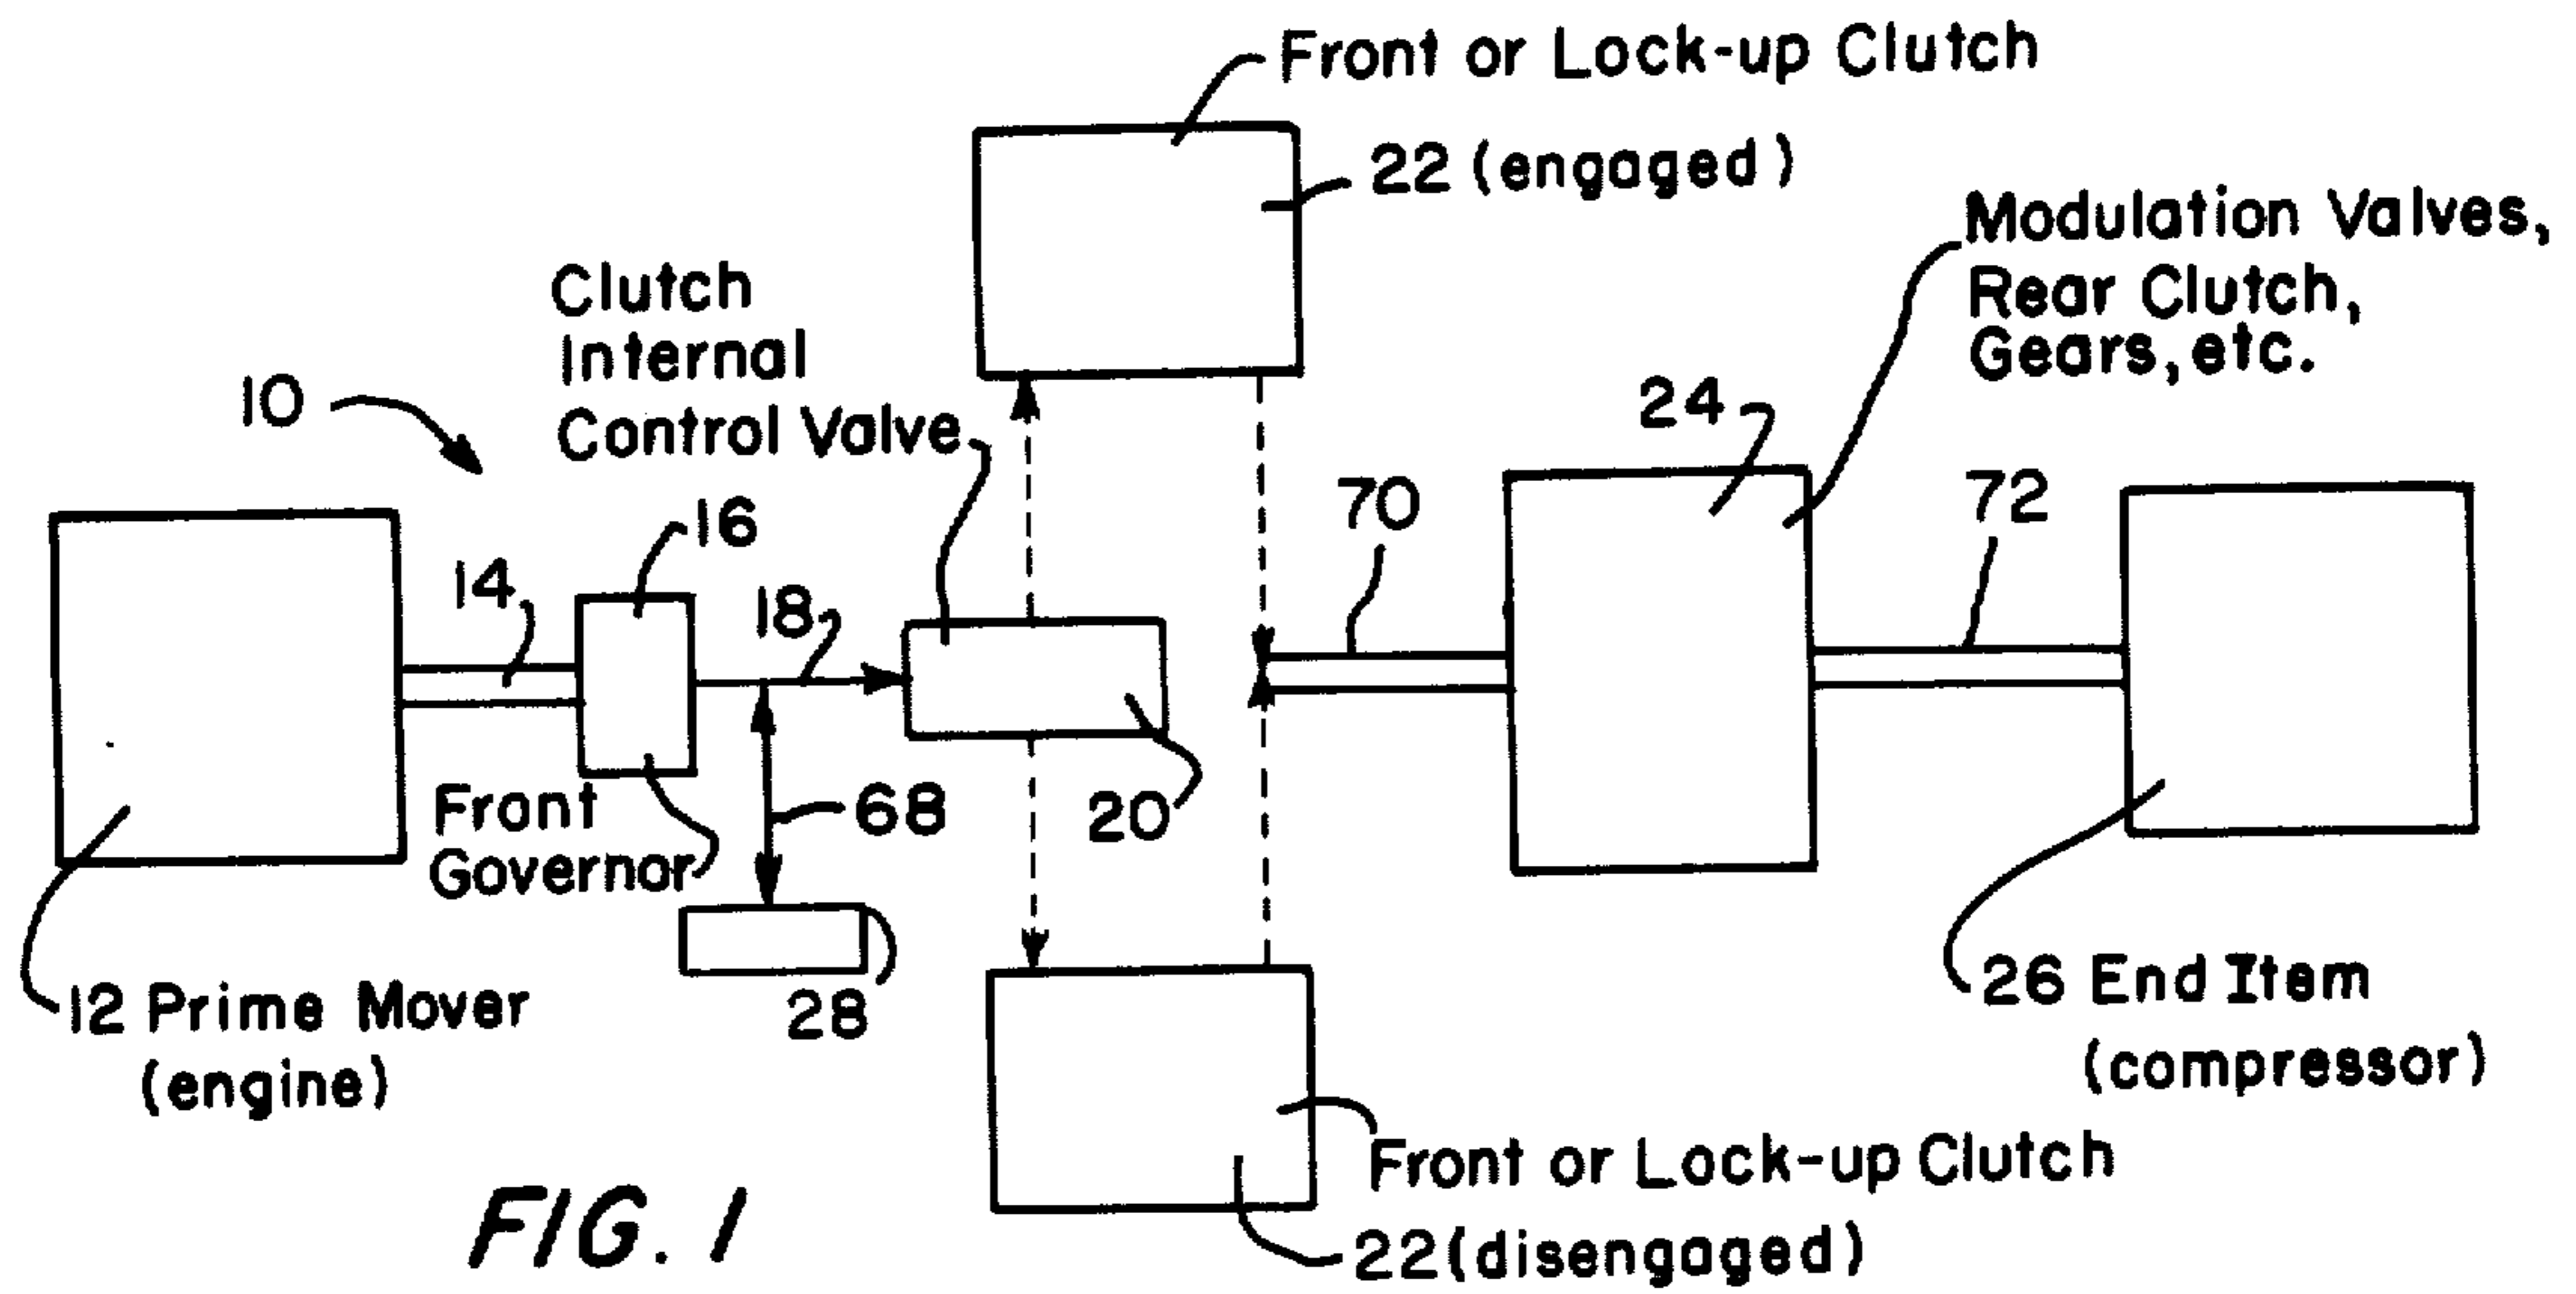 Front or Lock-up Clutch
22 (engaged)
Modulation Valves,
Rear Clutch,
Gears, etc.
Clutch
Internal
Control Valve
10
24
70
72
16
14
18
68
20
Front
Governor
28
12 Prime Mover
(engine)
26 End Item
(compressor)
Front or Lock-up Clutch
22 (disengaged)
FIG. 1